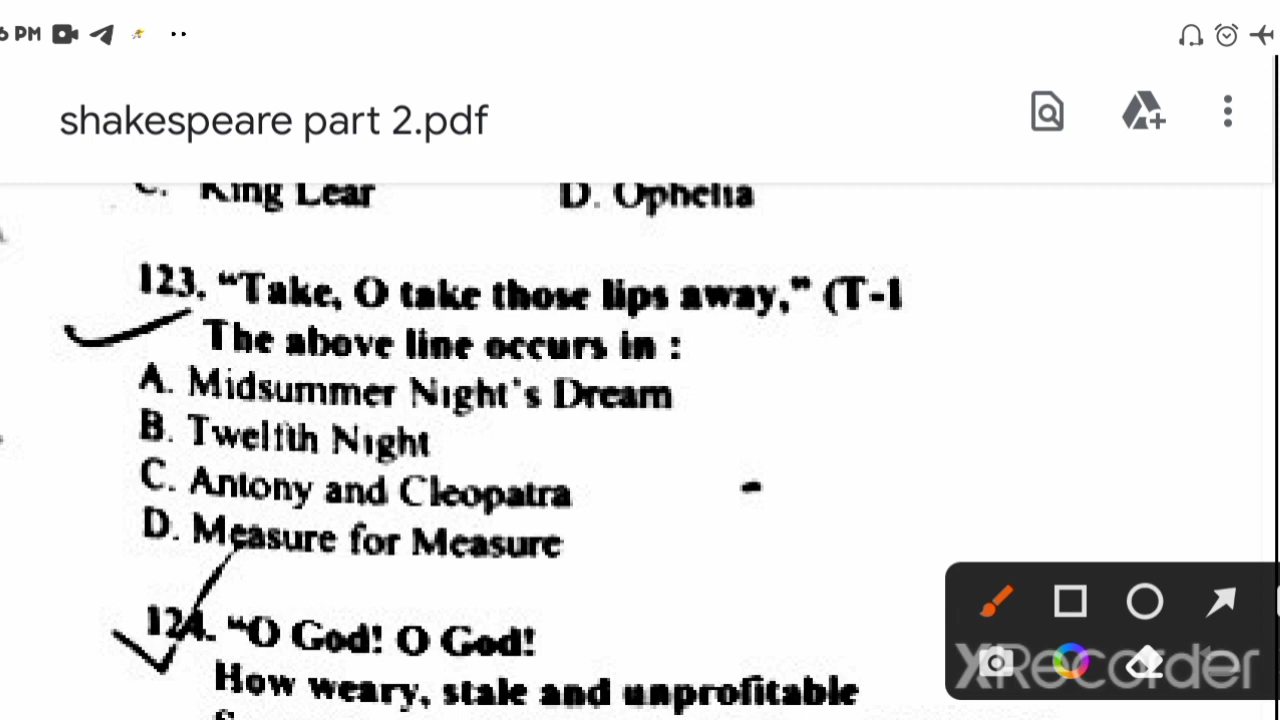 6 PM
shakespeare part 2.pdf
C. King Lear D. Ophelia
123. “Take, O take those lips away,” (T-1
The above line occurs in :
A. Midsummer Night's Dream
B. Twelfth Night
C. Antony and Cleopatra
D. Measure for Measure
124. “O God! O God!
How weary, stale and unprofitable
XRecorder